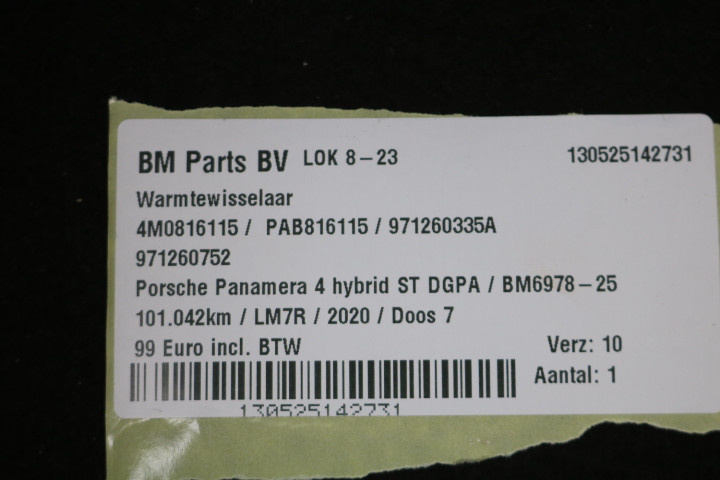 BM Parts BV LOK 8-23 130525142731
Warmtewisselaar
4M0816115 / PAB816115 / 971260335A
971260752
Porsche Panamera 4 hybrid ST DGPA / BM6978-25
101.042km / LM7R / 2020 / Doos 7
99 Euro incl. BTW Verz: 10
Aantal: 1
130525142731